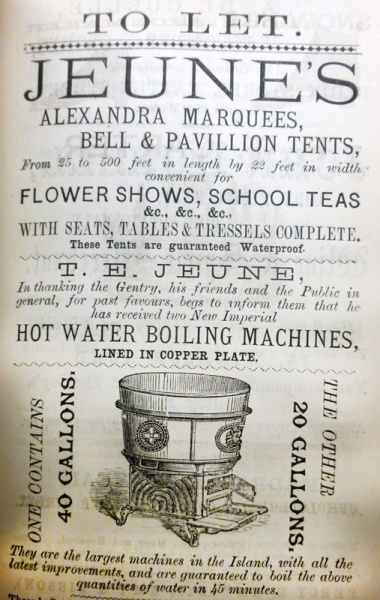 TO LET.
JEUNE'S
ALEXANDRA MARQUEES,
BELL & PAVILLION TENTS,
From 25 to 500 feet in length by 22 feet in width
convenient for
FLOWER SHOWS, SCHOOL TEAS
&c., &c., &c.,
WITH SEATS, TABLES & TRESSELS COMPLETE.
These Tents are guaranteed Waterproof.
T. E. JEUNE,
In thanking the Gentry, his friends and the Public in
general, for past favours, begs to inform them that he
has received two New Imperial
HOT WATER BOILING MACHINES,
LINED IN COPPER PLATE.
ONE CONTAINS
40 GALLONS.
THE OTHER
20 GALLONS.
They are the largest machines in the Island, with all the
latest improvements, and are guaranteed to boil the above
quantities of water in 45 minutes.